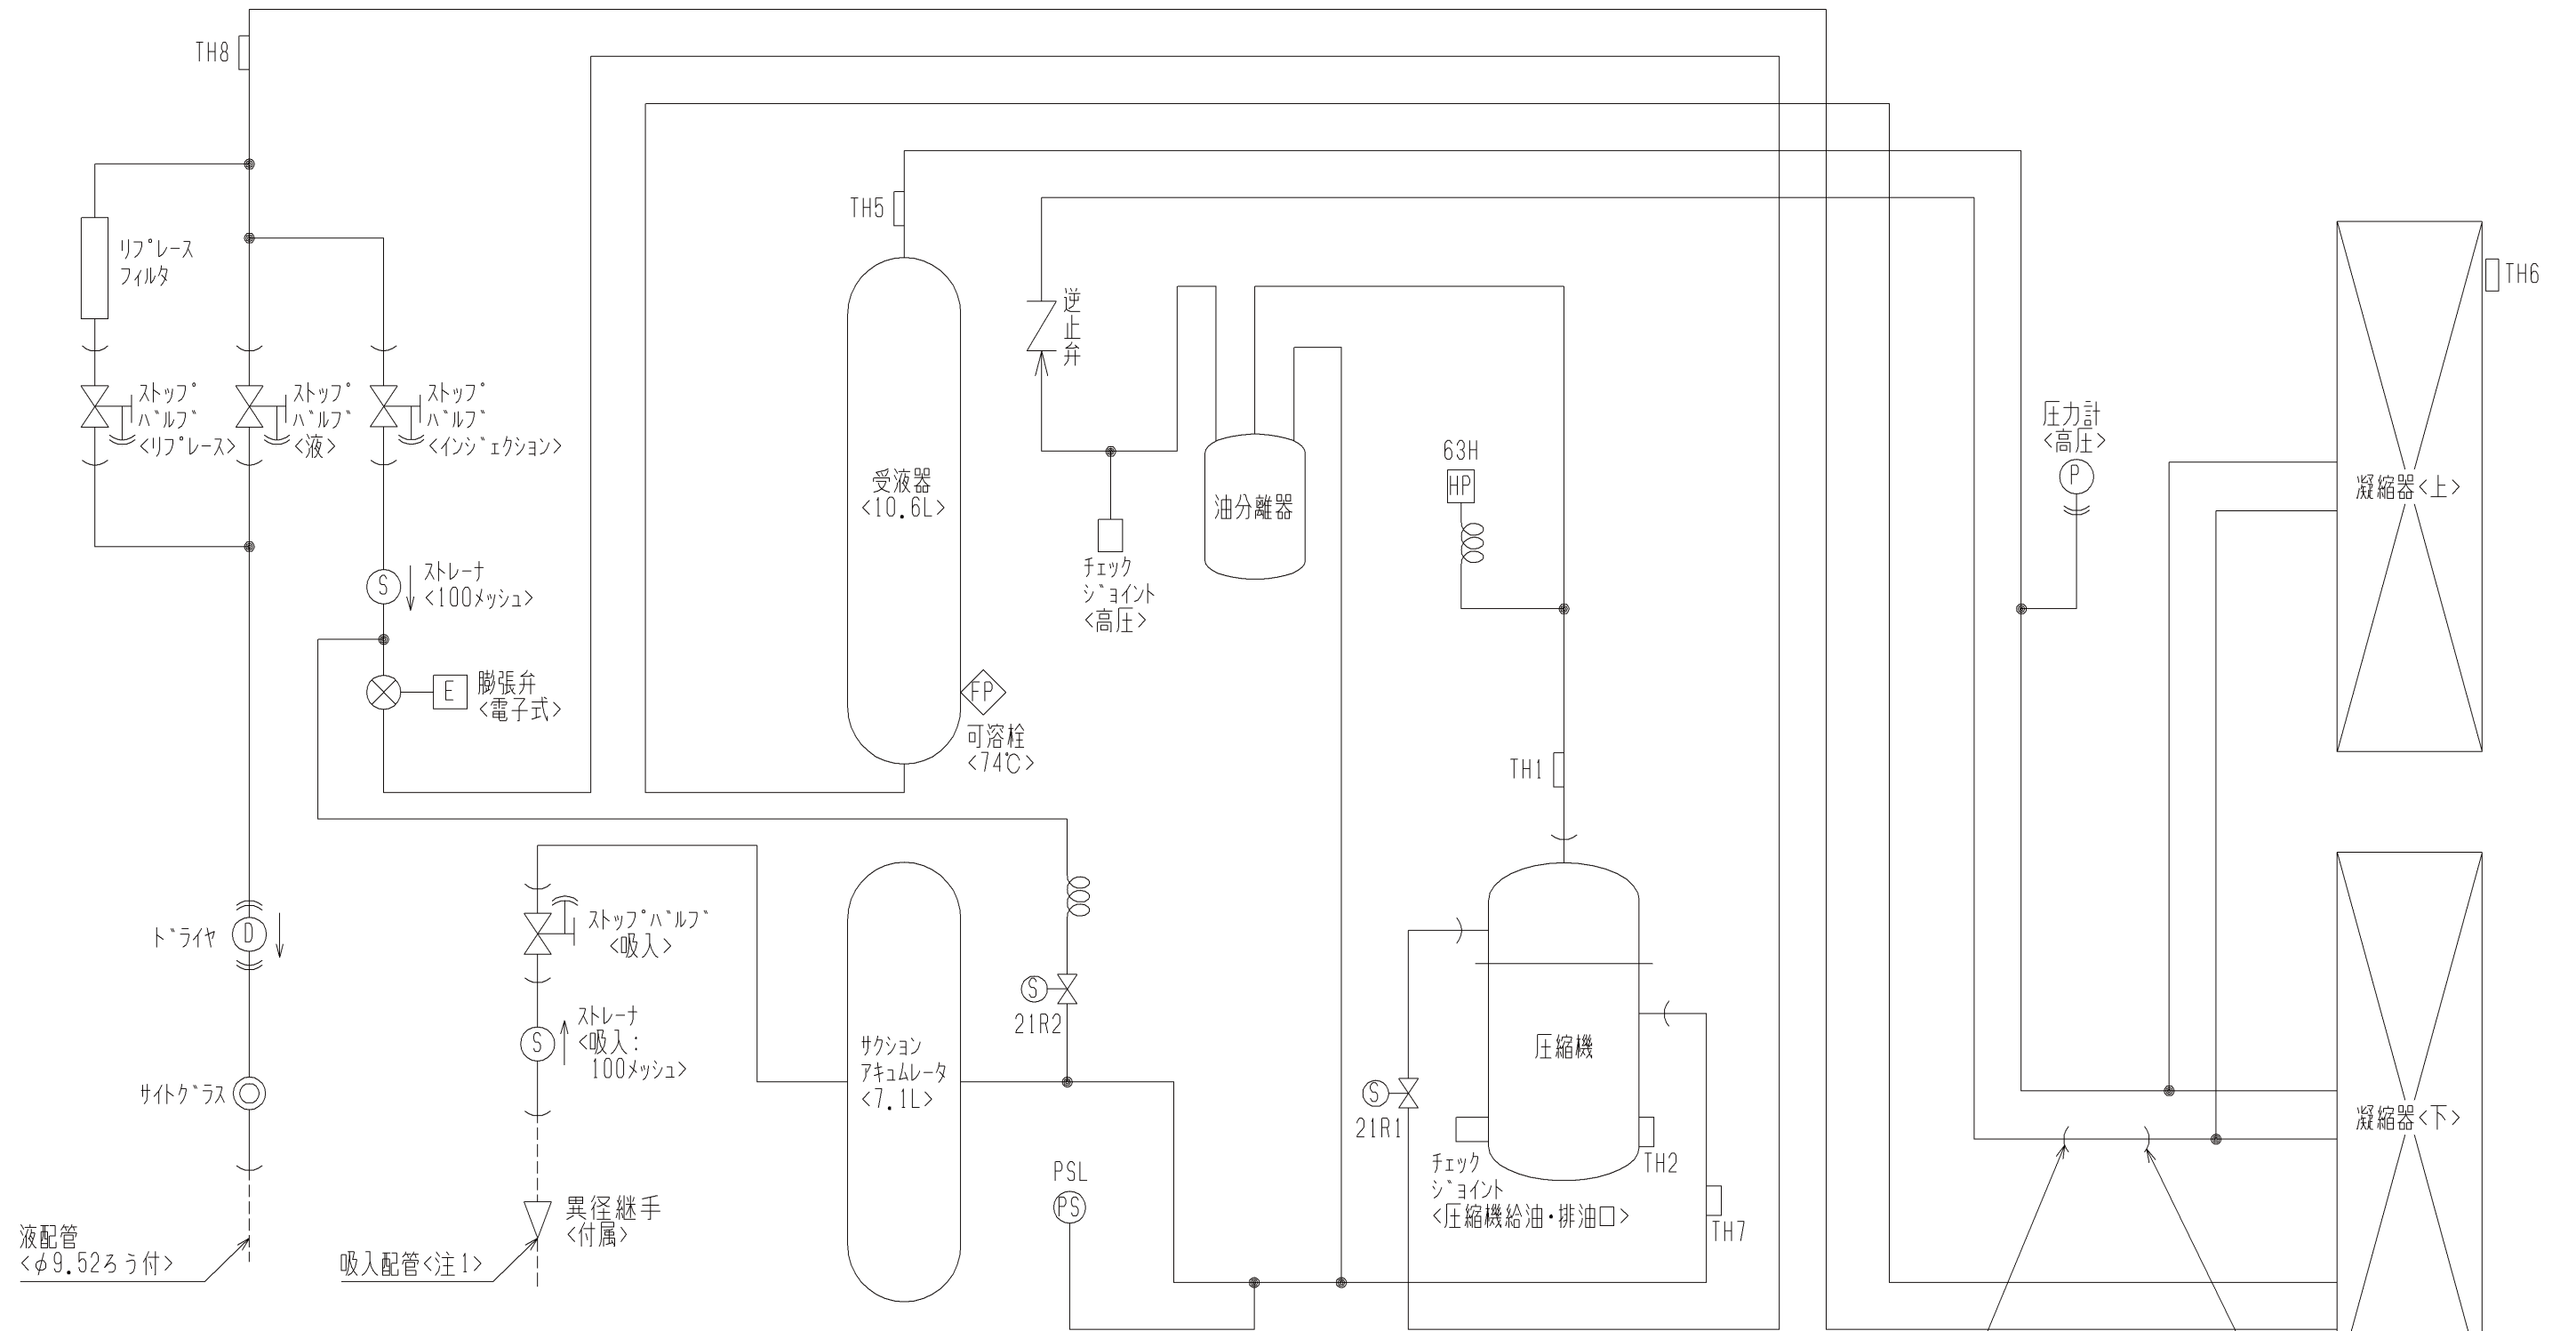 TH8
リプレース
フィルタ
ストップ
バルブ
<リプレース>
ストップ
バルブ
<液>
ストップ
バルブ
<インジェクション>
S
ストレーナ
<100メッシュ>
E
膨張弁
<電子式>
D
ドライヤ
サイトグラス
液配管
<φ9.52ろう付>
ストップバルブ
<吸入>
S
ストレーナ
<吸入:
100メッシュ>
異径継手
<付属>
吸入配管<注1>
TH5
受液器
<10.6L>
FP
可溶栓
<74℃>
サクション
アキュムレータ
<7.1L>
逆止弁
チェック
ジョイント
<高圧>
油分離器
S
21R2
PSL
PS
63H
HP
TH1
圧縮機
S
21R1
チェック
ジョイント
<圧縮機給油・排油口>
TH2
TH7
圧力計
<高圧>
P
TH6
凝縮器<上>
凝縮器<下>